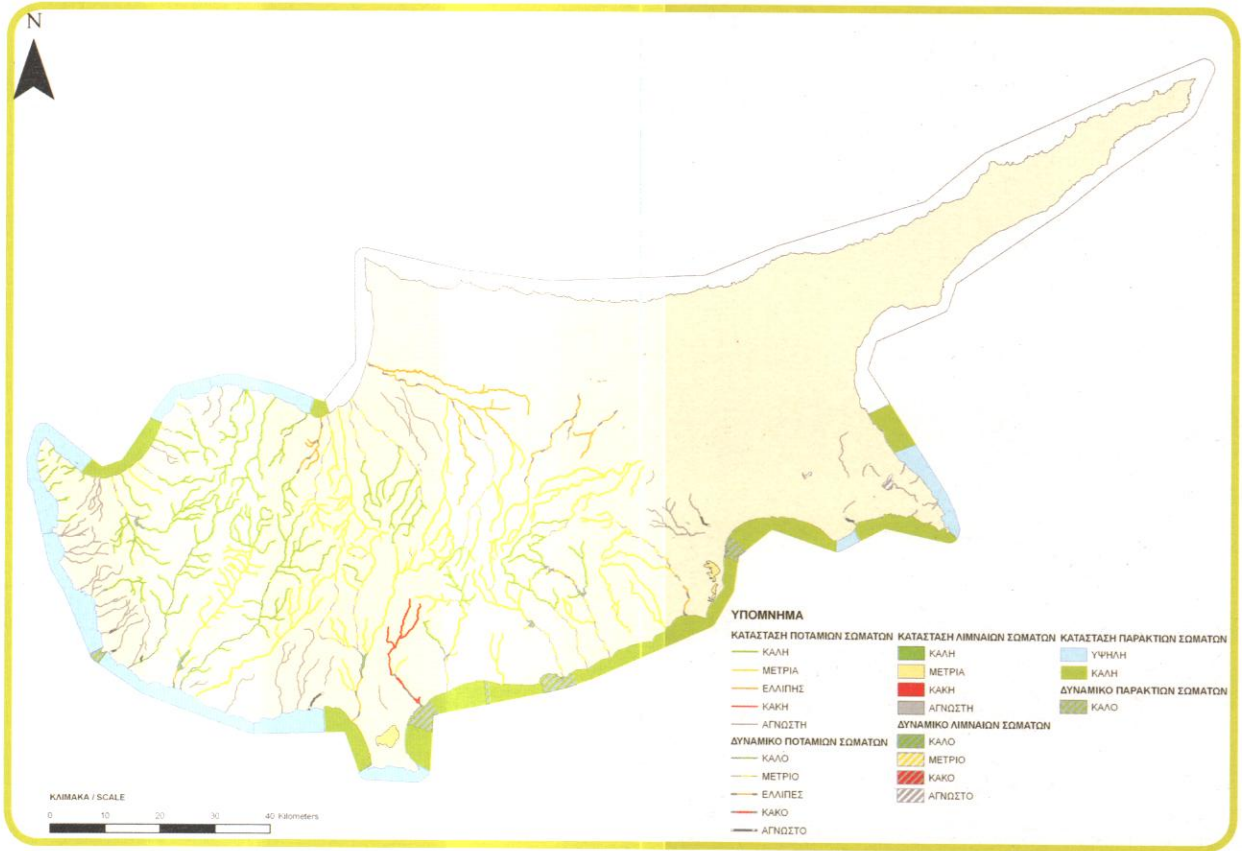 N
ΥΠΟΜΝΗΜΑ
ΚΑΤΑΣΤΑΣΗ ΠΟΤΑΜΙΩΝ ΣΩΜΑΤΩΝ
ΚΑΛΗ
ΜΕΤΡΙΑ
ΕΛΛΙΠΗΣ
ΚΑΚΗ
ΑΓΝΩΣΤΗ
ΔΥΝΑΜΙΚΟ ΠΟΤΑΜΙΩΝ ΣΩΜΑΤΩΝ
ΚΑΛΟ
ΜΕΤΡΙΟ
ΕΛΛΙΠΕΣ
ΚΑΚΟ
ΑΓΝΩΣΤΟ
ΚΑΤΑΣΤΑΣΗ ΛΙΜΝΑΙΩΝ ΣΩΜΑΤΩΝ
ΚΑΛΗ
ΜΕΤΡΙΑ
ΚΑΚΗ
ΑΓΝΩΣΤΗ
ΔΥΝΑΜΙΚΟ ΛΙΜΝΑΙΩΝ ΣΩΜΑΤΩΝ
ΚΑΛΟ
ΜΕΤΡΙΟ
ΚΑΚΟ
ΑΓΝΩΣΤΟ
ΚΑΤΑΣΤΑΣΗ ΠΑΡΑΚΤΙΩΝ ΣΩΜΑΤΩΝ
ΥΨΗΛΗ
ΚΑΛΗ
ΔΥΝΑΜΙΚΟ ΠΑΡΑΚΤΙΩΝ ΣΩΜΑΤΩΝ
ΚΑΛΟ
ΚΛΙΜΑΚΑ / SCALE
0 10 20 30 40 Kilometers